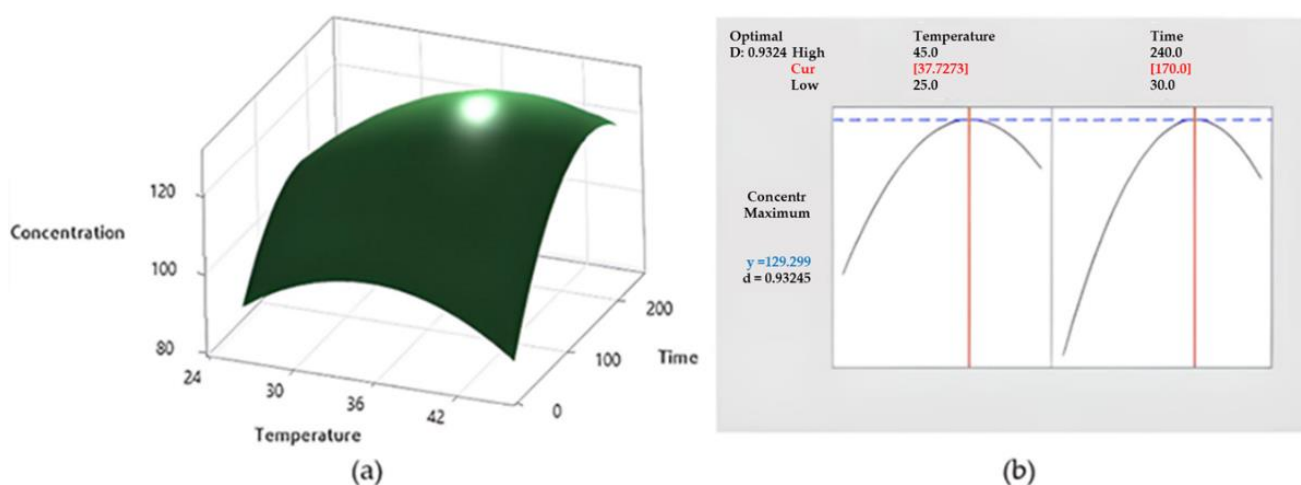 120
Concentration
100
80
24
30
36
42
0
100
200
Time
Temperature
(a)
Optimal Temperature Time
D: 0.9324 High 45.0 240.0
Cur [37.7273] [170.0]
Low 25.0 30.0
Concentr
Maximum
y =129.299
d = 0.93245
(b)